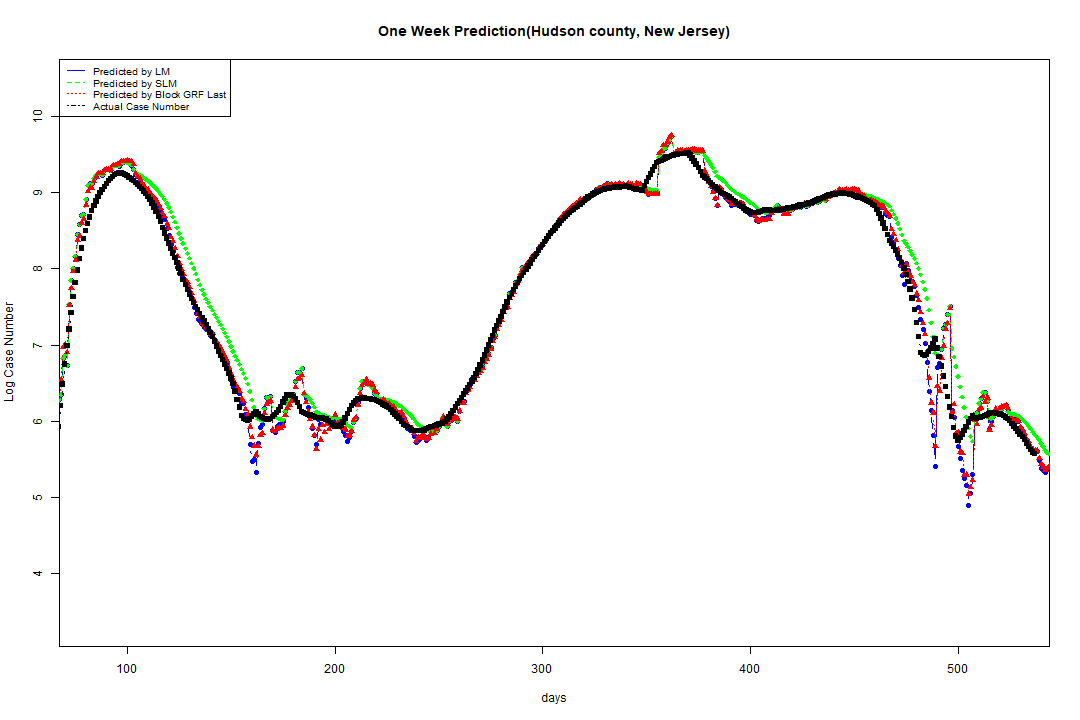 One Week Prediction(Hudson county, New Jersey)
Predicted by LM
Predicted by SLM
Predicted by Block GRF Last
Actual Case Number
10
9
8
7
6
5
4
Log Case Number
100 200 300 400 500
days